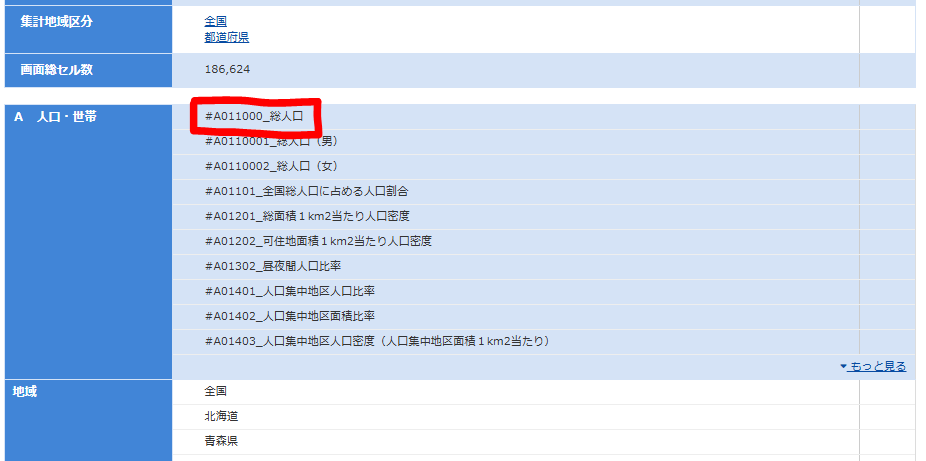 集計地域区分
全国
都道府県
画面総セル数
186,624
A 人口・世帯
#A011000_総人口
#A0110001_総人口（男）
#A0110002_総人口（女）
#A01101_全国総人口に占める人口割合
#A01201_総面積１km2当たり人口密度
#A01202_可住地面積１km2当たり人口密度
#A01302_昼夜間人口比率
#A01401_人口集中地区人口比率
#A01402_人口集中地区面積比率
#A01403_人口集中地区人口密度（人口集中地区面積１km2当たり）
もっと見る
地域
全国
北海道
青森県